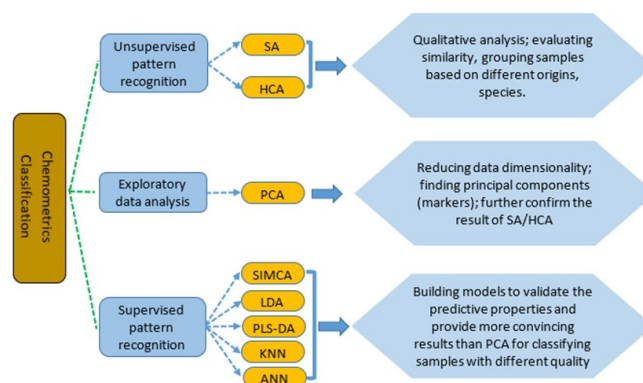 Chemometrics
Classification
Unsupervised
pattern
recognition
SA
HCA
Qualitative analysis; evaluating
similarity, grouping samples
based on different origins,
species.
Exploratory
data analysis
PCA
Reducing data dimensionality;
finding principal components
(markers); further confirm the
result of SA/HCA
Supervised
pattern
recognition
SIMCA
LDA
PLS-DA
KNN
ANN
Building models to validate the
predictive properties and
provide more convincing
results than PCA for classifying
samples with different quality